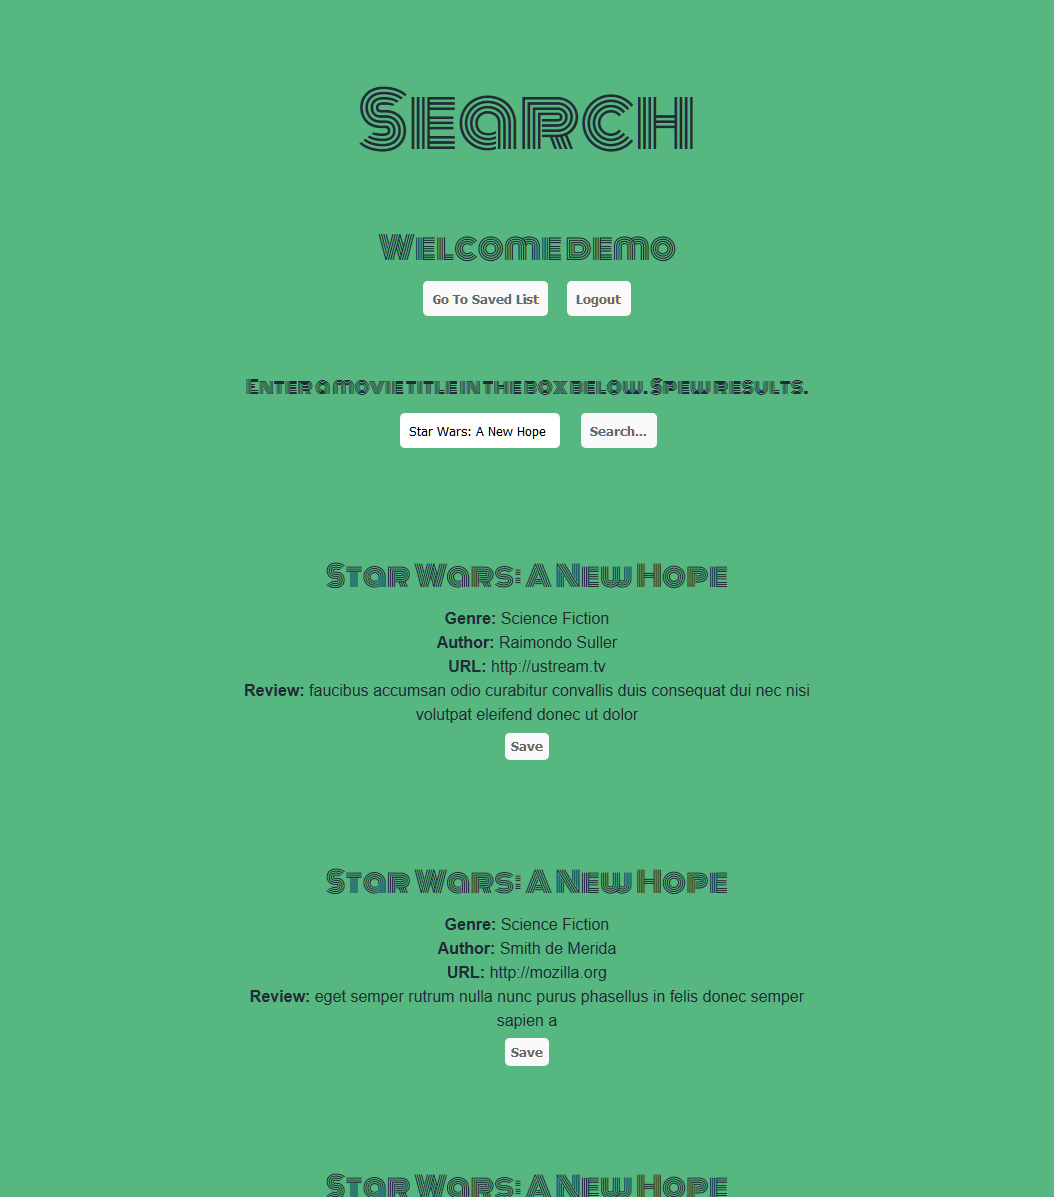 Search
Welcome demo
Go To Saved List Logout
Enter a movie title in the box below. Spew results.
Star Wars: A New Hope Search...
Star Wars: A New Hope
Genre: Science Fiction
Author: Raimondo Suller
URL: http://ustream.tv
Review: faucibus accumsan odio curabitur convallis duis consequat dui nec nisi
volutpat eleifend donec ut dolor
Save
Star Wars: A New Hope
Genre: Science Fiction
Author: Smith de Merida
URL: http://mozilla.org
Review: eget semper rutrum nulla nunc purus phasellus in felis donec semper
sapien a
Save
Star Wars: A New Hope